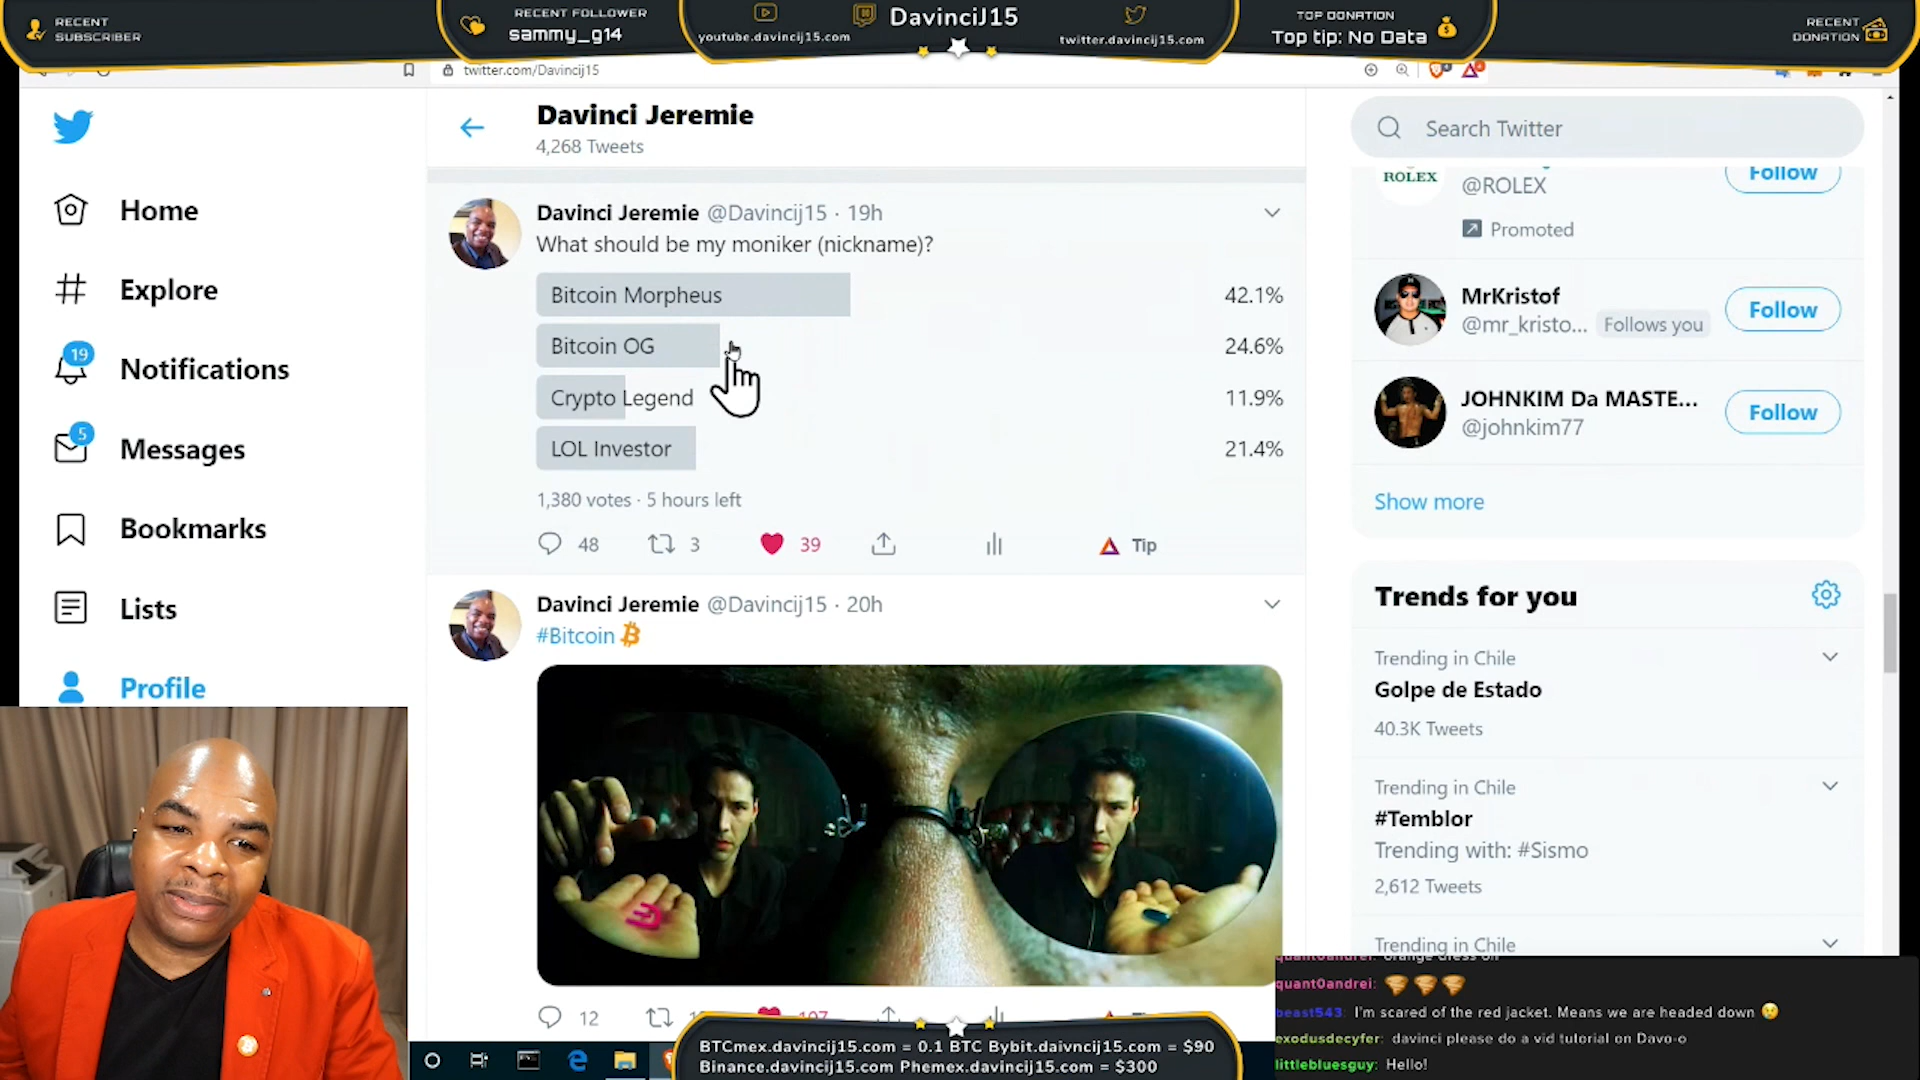 RECENT
SUBSCRIBER
RECENT FOLLOWER
sammy_g14
youtube.davincij15.com
DavinciJ15
twitter.davincij15.com
TOP DONATION
Top tip: No Data
RECENT
DONATION
twitter.com/Davincij15
Home
Explore
19
Notifications
5
Messages
Bookmarks
Lists
Profile
Davinci Jeremie
4,268 Tweets
Davinci Jeremie @Davincij15 · 19h
What should be my moniker (nickname)?
Bitcoin Morpheus 42.1%
Bitcoin OG 24.6%
Crypto Legend 11.9%
LOL Investor 21.4%
1,380 votes · 5 hours left
48 3 39 Tip
Davinci Jeremie @Davincij15 · 20h
#Bitcoin
12 107
Search Twitter
ROLEX
@ROLEX
Follow
Promoted
MrKristof
@mr_kristo... Follows you
Follow
JOHNKIM Da MASTE...
@johnkim77
Follow
Show more
Trends for you
Trending in Chile
Golpe de Estado
40.3K Tweets
Trending in Chile
#Temblor
Trending with: #Sismo
2,612 Tweets
Trending in Chile
quant0andrei: orange dress on
quant0andrei:
beast543: I'm scared of the red jacket. Means we are headed down
exodusdecyfer: davinci please do a vid tutorial on Davo-o
littlebluesguy: Hello!
BTCmex.davincij15.com = 0.1 BTC Bybit.daivncij15.com = $90
Binance.davincij15.com Phemex.davincij15.com = $300